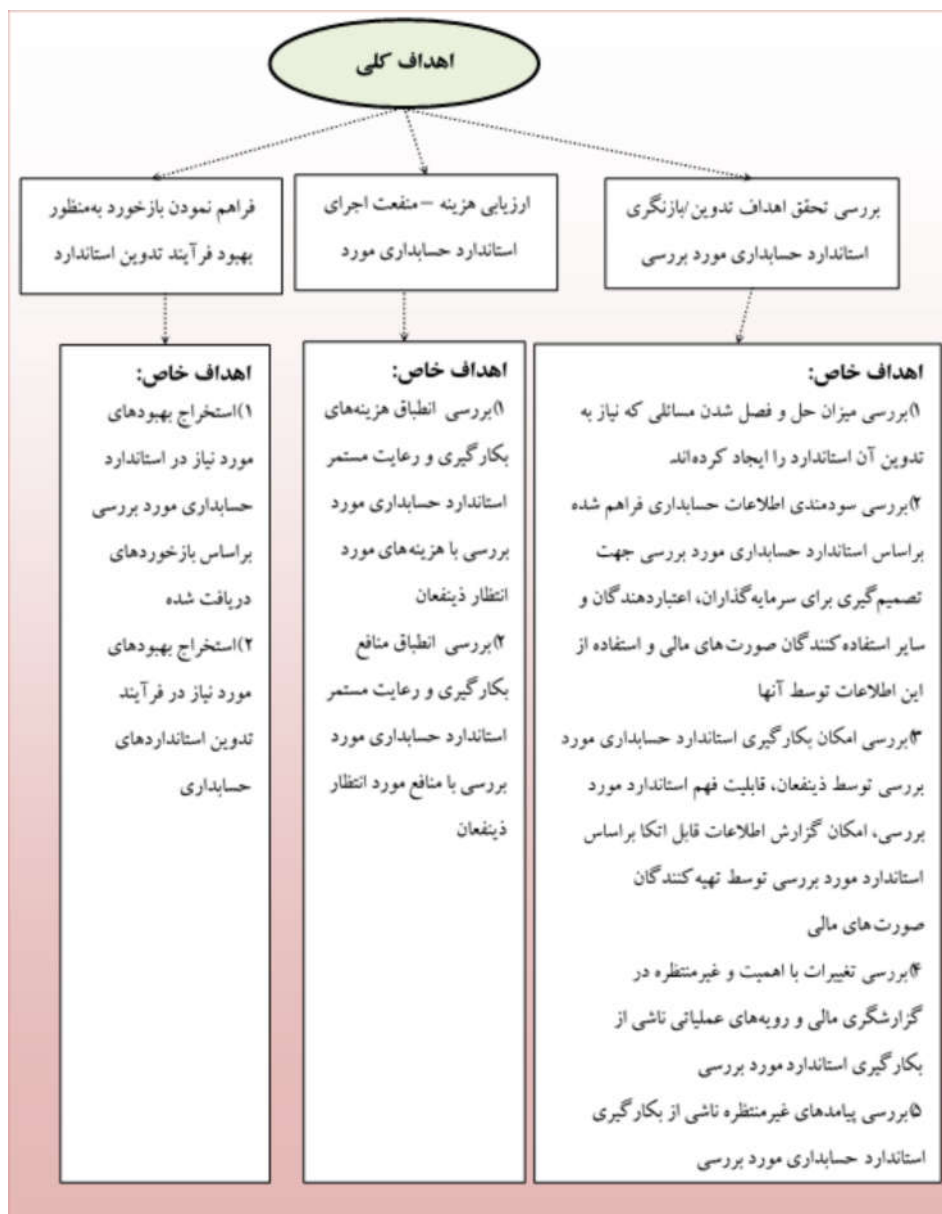 اهداف کلی
بررسی تحقق اهداف تدوین/بازنگری
استاندارد حسابداری مورد بررسی
ارزیابی هزینه – منفعت اجرای
استاندارد حسابداری مورد
فراهم نمودن بازخورد به‌منظور
بهبود فرآیند تدوین استاندارد
اهداف خاص:
۱)بررسی میزان حل و فصل شدن مسائلی که نیاز به
تدوین آن استاندارد را ایجاد کرده‌اند.
۲)بررسی سودمندی اطلاعات حسابداری فراهم شده
براساس استاندارد حسابداری مورد بررسی جهت
تصمیم‌گیری برای سرمایه‌گذاران، اعتباردهندگان و
سایر استفاده‌کنندگان صورت‌های مالی و استفاده از
این اطلاعات توسط آنها
۳)بررسی امکان بکارگیری استاندارد حسابداری مورد
بررسی توسط ذینفعان، قابلیت فهم استاندارد مورد
بررسی، امکان گزارش اطلاعات قابل اتکا براساس
استاندارد مورد بررسی توسط تهیه‌کنندگان
صورت‌های مالی
۴)بررسی تغییرات با اهمیت و غیرمنتظره در
گزارشگری مالی و رویه‌های عملیاتی ناشی از
بکارگیری استاندارد مورد بررسی
۵)بررسی پیامدهای غیرمنتظره ناشی از بکارگیری
استاندارد حسابداری مورد بررسی
اهداف خاص:
۱)بررسی انطباق هزینه‌های
بکارگیری و رعایت مستمر
استاندارد حسابداری مورد
بررسی با هزینه‌های مورد
انتظار ذینفعان
۲)بررسی انطباق منافع
بکارگیری و رعایت مستمر
استاندارد حسابداری مورد
بررسی با منافع مورد انتظار
ذینفعان
اهداف خاص:
۱)استخراج بهبودهای
مورد نیاز در استاندارد
حسابداری مورد بررسی
براساس بازخوردهای
دریافت شده
۲)استخراج بهبودهای
مورد نیاز در فرآیند
تدوین استانداردهای
حسابداری